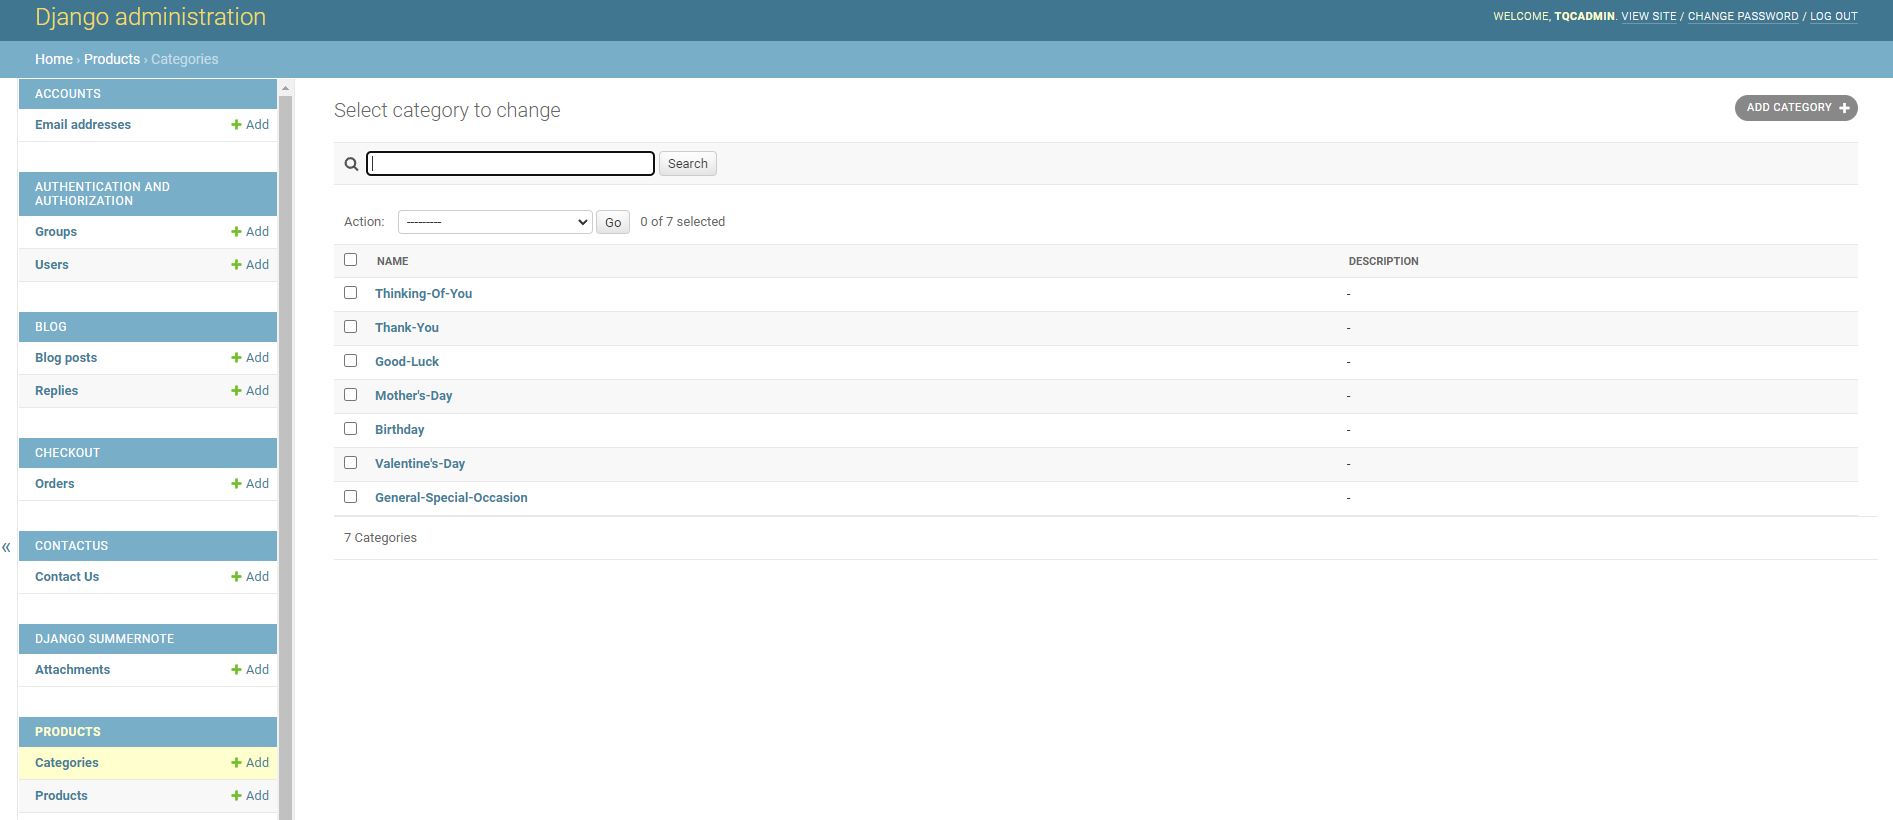 Django administration
WELCOME, TQCADMIN. VIEW SITE / CHANGE PASSWORD / LOG OUT
Home › Products › Categories
ACCOUNTS
Email addresses + Add
AUTHENTICATION AND
AUTHORIZATION
Groups + Add
Users + Add
BLOG
Blog posts + Add
Replies + Add
CHECKOUT
Orders + Add
CONTACTUS
Contact Us + Add
DJANGO SUMMERNOTE
Attachments + Add
PRODUCTS
Categories + Add
Products + Add
«
Select category to change
ADD CATEGORY +
Search
Action: --------- Go 0 of 7 selected
NAME DESCRIPTION
Thinking-Of-You -
Thank-You -
Good-Luck -
Mother's-Day -
Birthday -
Valentine's-Day -
General-Special-Occasion -
7 Categories